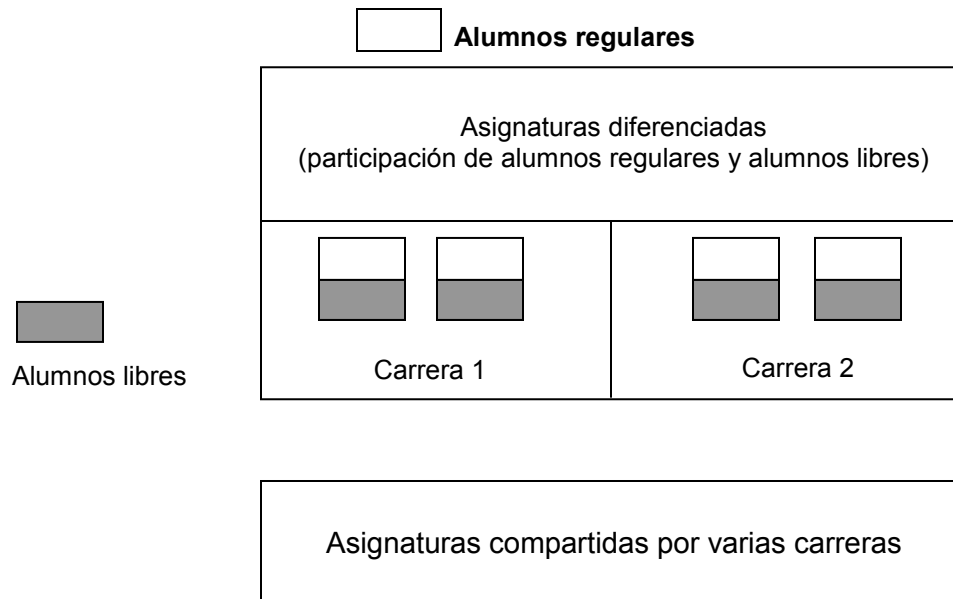 Alumnos regulares
Asignaturas diferenciadas
(participación de alumnos regulares y alumnos libres)
Alumnos libres
Carrera 1
Carrera 2
Asignaturas compartidas por varias carreras